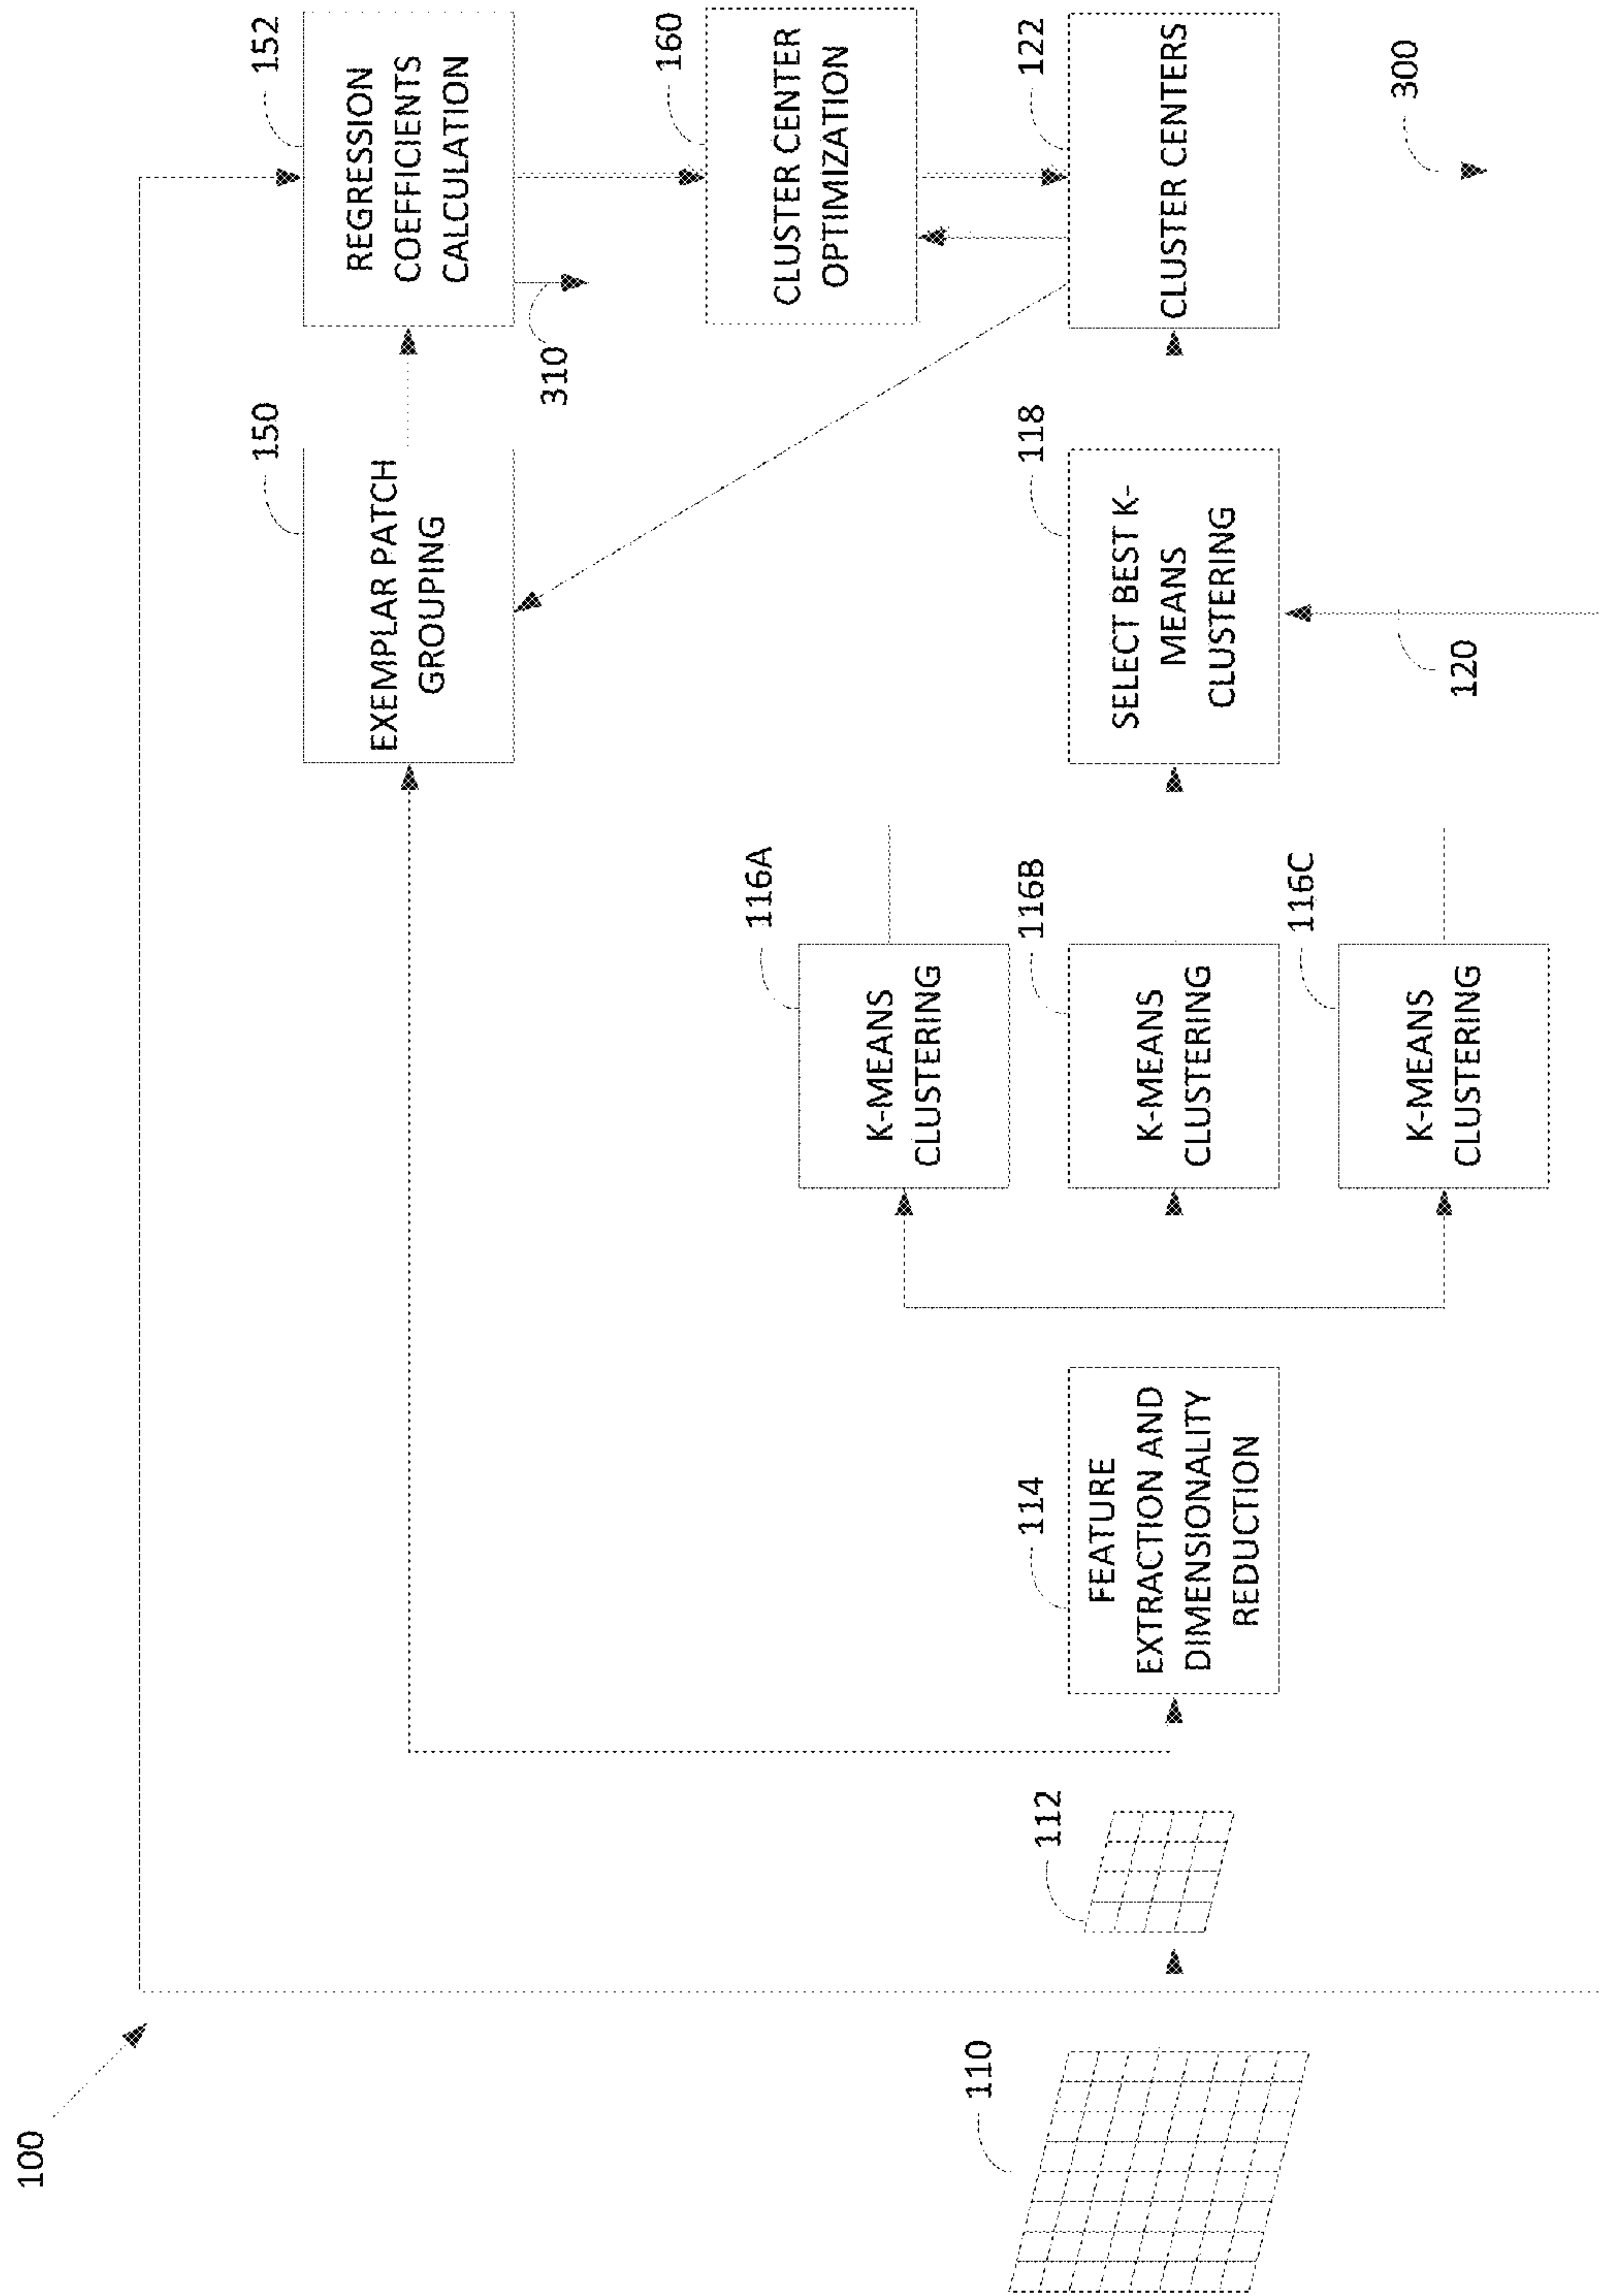 100
110
112
114
FEATURE
EXTRACTION AND
DIMENSIONALITY
REDUCTION
116A
K-MEANS
CLUSTERING
116B
K-MEANS
CLUSTERING
116C
K-MEANS
CLUSTERING
118
SELECT BEST K-
MEANS
CLUSTERING
120
150
EXEMPLAR PATCH
GROUPING
152
REGRESSION
COEFFICIENTS
CALCULATION
310
160
CLUSTER CENTER
OPTIMIZATION
122
CLUSTER CENTERS
300